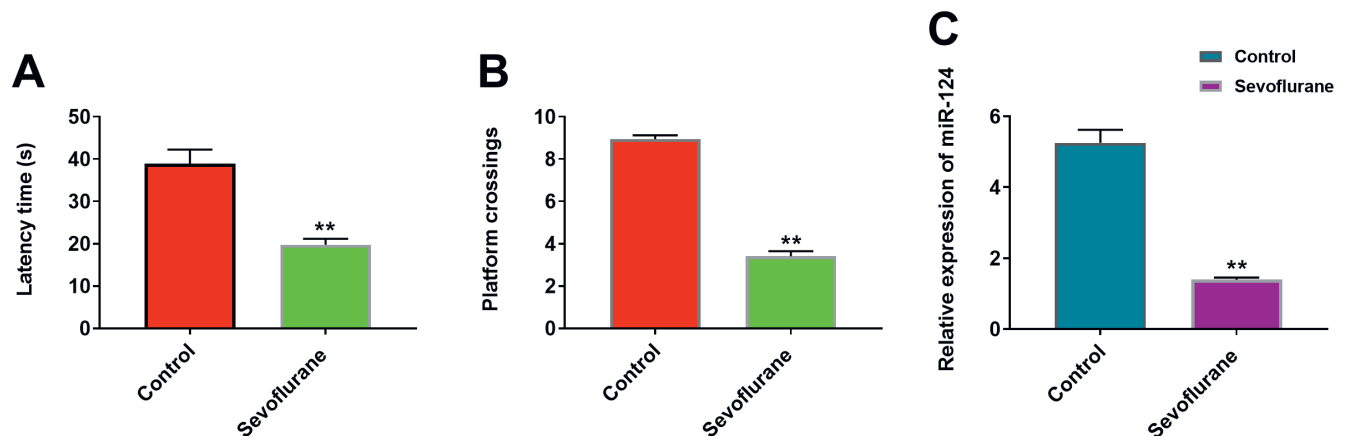 A
Latency time (s)
50
40
30
20
10
0
**
Control
Sevoflurane
B
Platform crossings
10
8
6
4
2
0
**
Control
Sevoflurane
C
Relative expression of miR-124
6
4
2
0
**
Control
Sevoflurane
Control
Sevoflurane